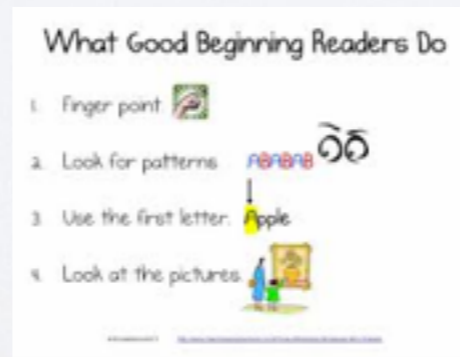 What Good Beginning Readers Do
1. Finger point.
2. Look for patterns. ABABAB
3. Use the first letter. Apple
4. Look at the pictures.